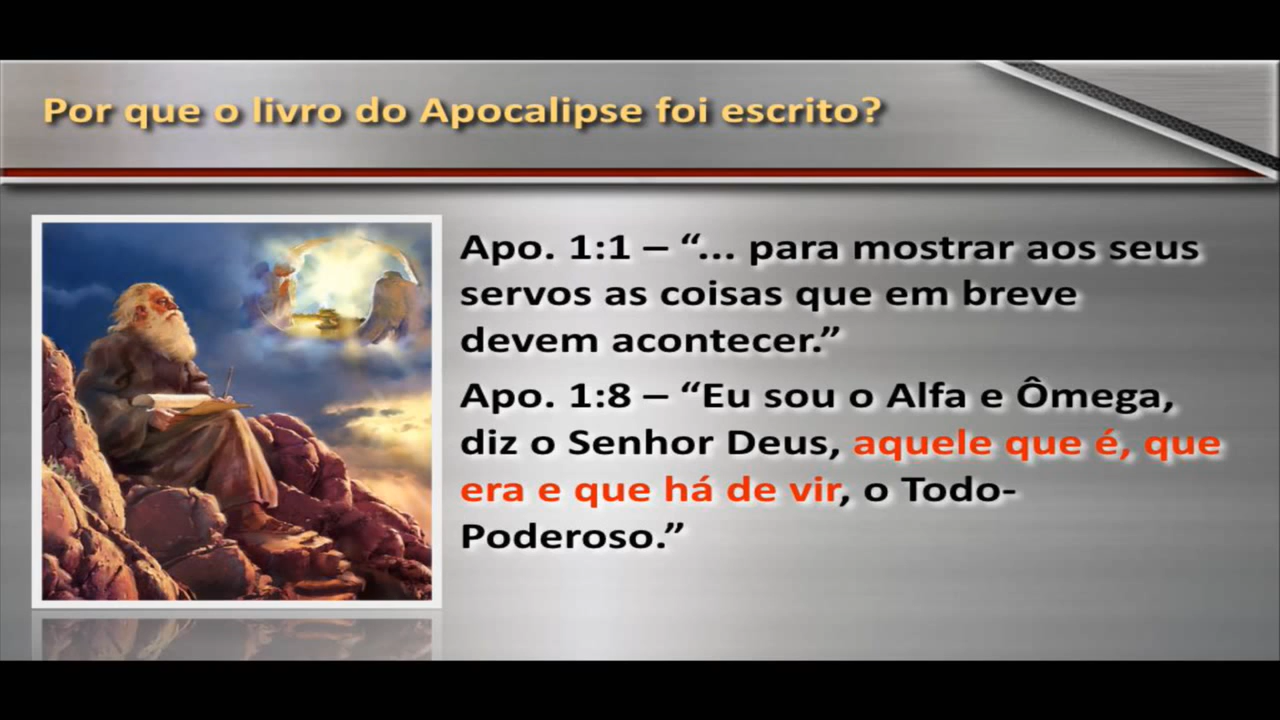 Por que o livro do Apocalipse foi escrito?
Apo. 1:1 – “... para mostrar aos seus
servos as coisas que em breve
devem acontecer.”
Apo. 1:8 – “Eu sou o Alfa e Ômega,
diz o Senhor Deus, aquele que é, que
era e que há de vir, o Todo-
Poderoso.”